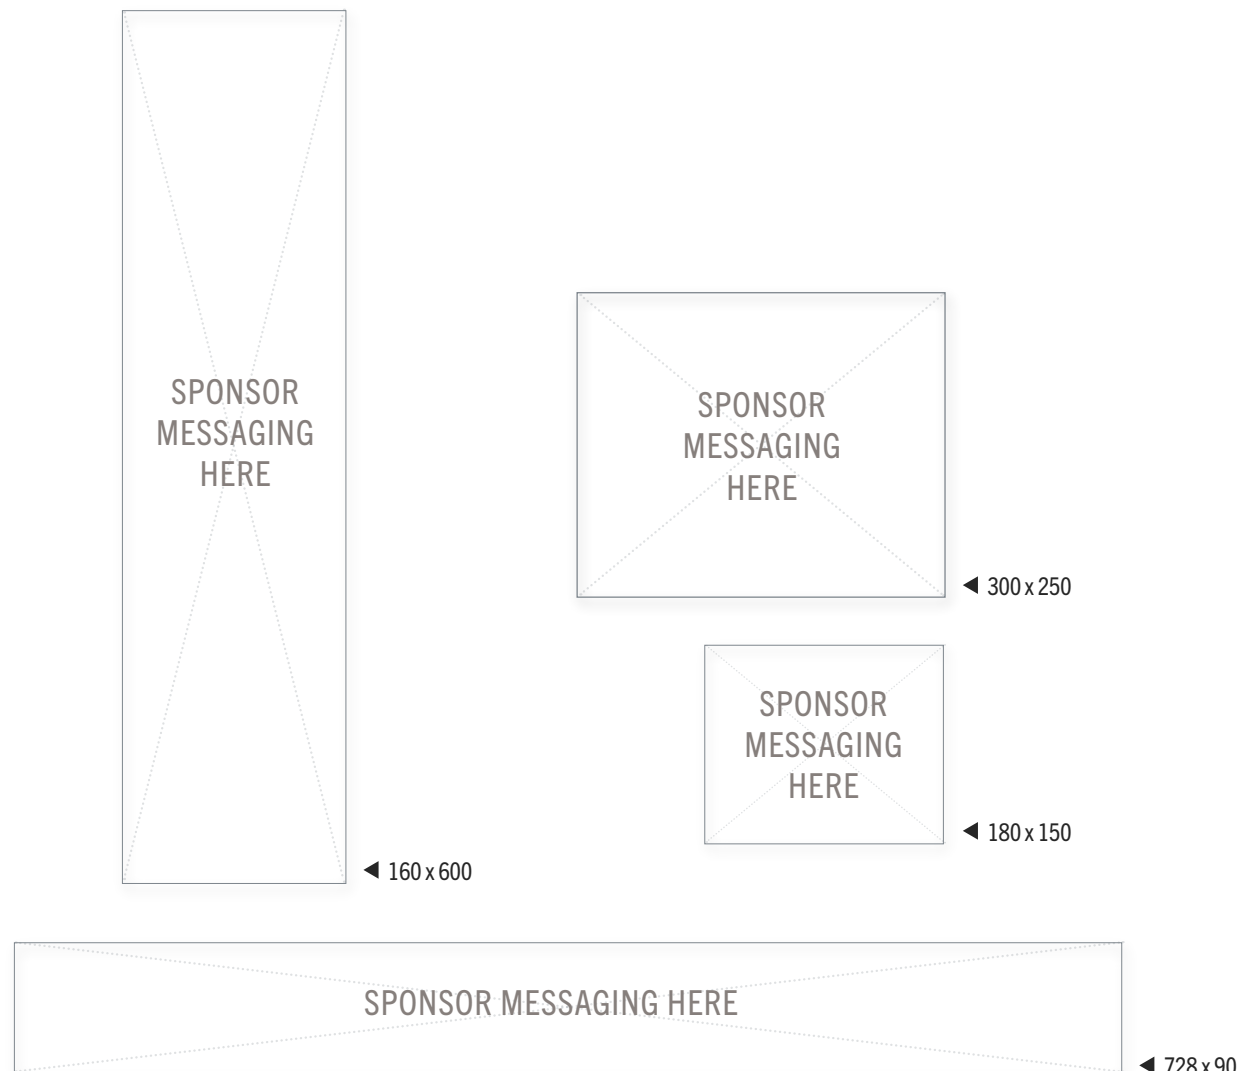 SPONSOR
MESSAGING
HERE
◀ 160 x 600
SPONSOR
MESSAGING
HERE
◀ 300 x 250
SPONSOR
MESSAGING
HERE
◀ 180 x 150
SPONSOR MESSAGING HERE
◀ 728 x 90